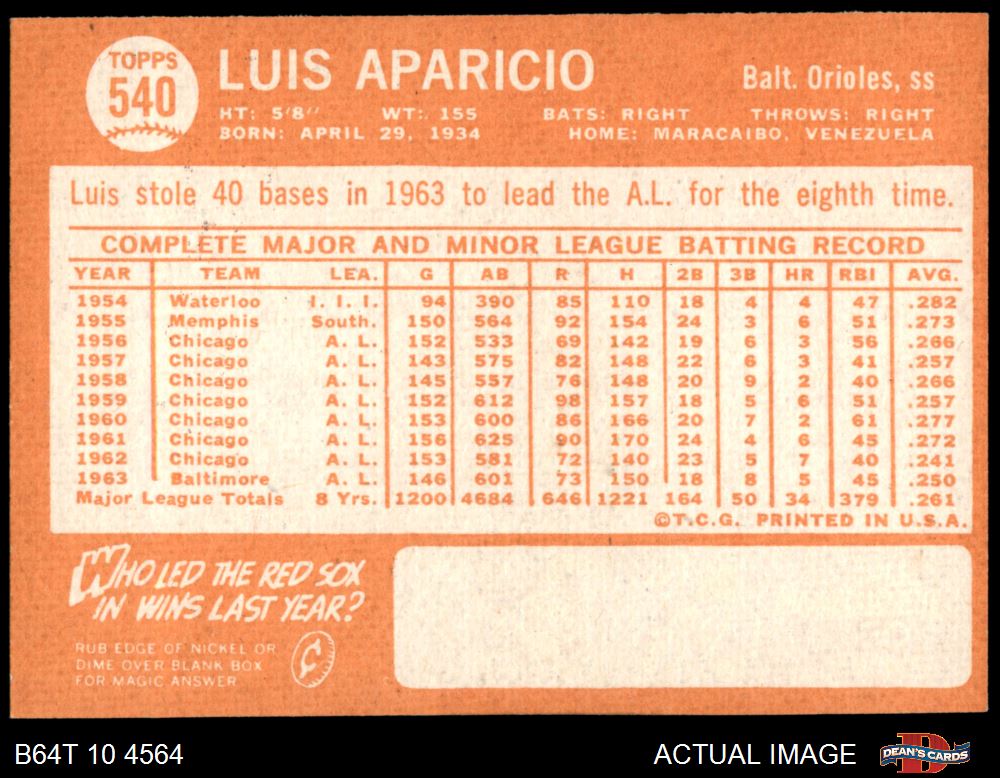 TOPPS
540
LUIS APARICIO
Balt. Orioles, ss
HT: 5'8" WT: 155 BATS: RIGHT THROWS: RIGHT
BORN: APRIL 29, 1934 HOME: MARACAIBO, VENEZUELA
Luis stole 40 bases in 1963 to lead the A.L. for the eighth time.
COMPLETE MAJOR AND MINOR LEAGUE BATTING RECORD
YEAR TEAM LEA. G AB R H 2B 3B HR RBI AVG.
1954 Waterloo I. I. I. 94 390 85 110 18 4 4 47 .282
1955 Memphis South. 150 564 92 154 24 3 6 51 .273
1956 Chicago A. L. 152 533 69 142 19 6 3 56 .266
1957 Chicago A. L. 143 575 82 148 22 6 3 41 .257
1958 Chicago A. L. 145 557 76 148 20 9 2 40 .266
1959 Chicago A. L. 152 612 98 157 18 5 6 51 .257
1960 Chicago A. L. 153 600 86 166 20 7 2 61 .277
1961 Chicago A. L. 156 625 90 170 24 4 6 45 .272
1962 Chicago A. L. 153 581 72 140 23 5 7 40 .241
1963 Baltimore A. L. 146 601 73 150 18 8 5 45 .250
Major League Totals 8 Yrs. 1200 4684 646 1221 164 50 34 379 .261
©T.C.G. PRINTED IN U.S.A.
WHO LED THE RED SOX
IN WINS LAST YEAR?
RUB EDGE OF NICKEL OR
DIME OVER BLANK BOX
FOR MAGIC ANSWER
¢
B64T 10 4564
ACTUAL IMAGE
DEAN'S CARDS